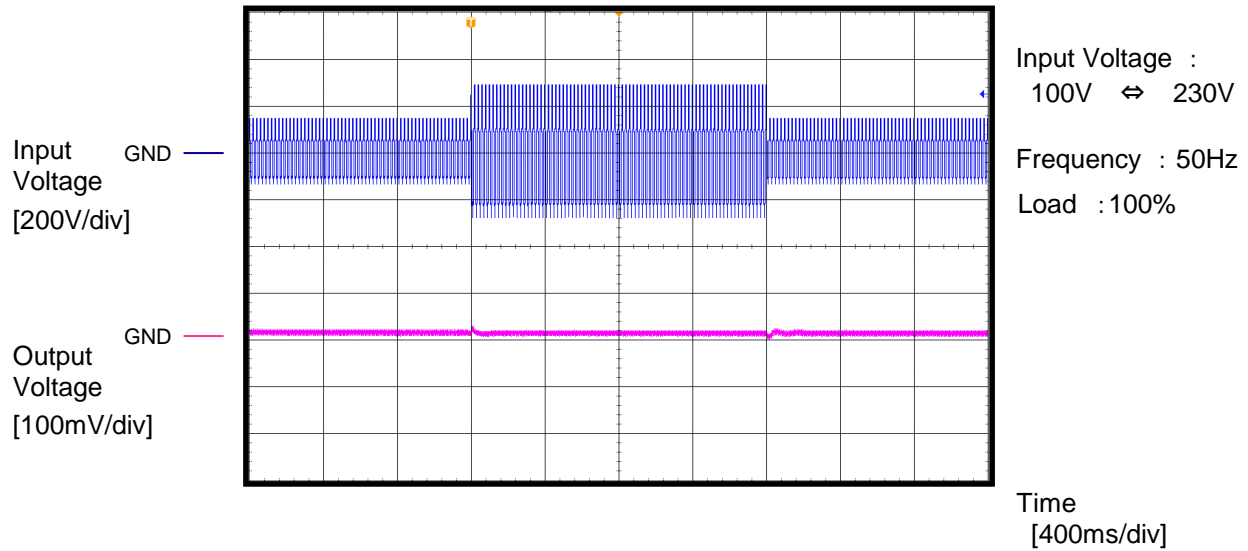 T
Input Voltage :
100V ⇔ 230V
Frequency : 50Hz
Load : 100%
Input
Voltage
[200V/div]
GND
Output
Voltage
[100mV/div]
GND
Time
[400ms/div]